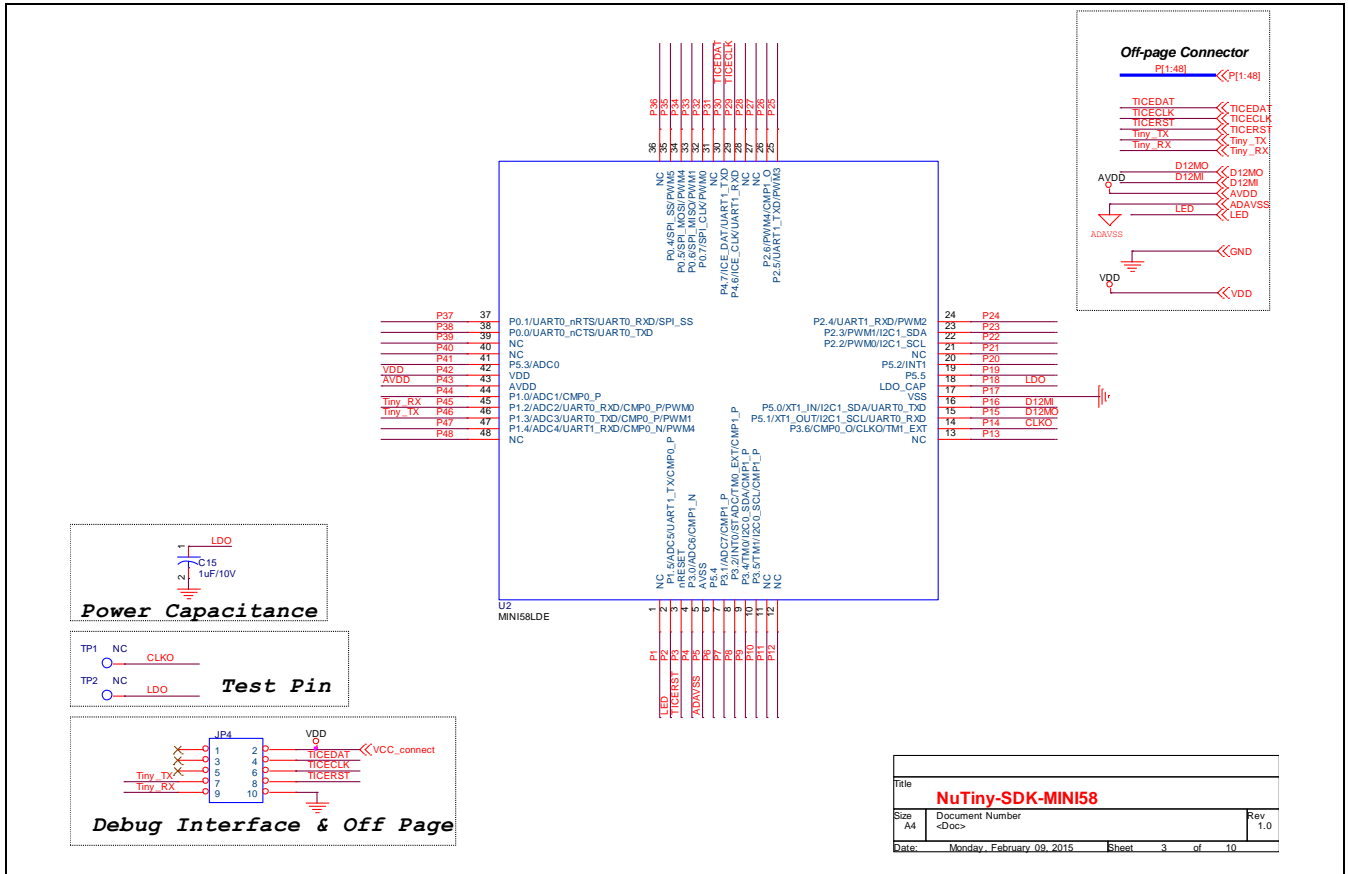 Off-page Connector
P[1:48] P[1:48]
TICEDAT TICEDAT
TICECLK TICECLK
TICERST TICERST
Tiny_TX Tiny_TX
Tiny_RX Tiny_RX
D12MO D12MO
D12MI D12MI
AVDD AVDD
ADAVSS
LED LED
ADAVSS
GND
VDD
VDD
TICEDAT
TICECLK
P36
P35
P34
P33
P32
P31
P30
P29
P28
P27
P26
P25
36
35
34
33
32
31
30
29
28
27
26
25
NC
P0.4/SPI_SS/PWM5
P0.5/SPI_MOSI/PWM4
P0.6/SPI_MISO/PWM1
P0.7/SPI_CLK/PWM0
NC
P4.7/ICE_DAT/UART1_TXD
P4.6/ICE_CLK/UART1_RXD
NC
NC
P2.6/PWM4/CMP1_O
P2.5/UART1_TXD/PWM3
P37 37 P0.1/UART0_nRTS/UART0_RXD/SPI_SS
P38 38 P0.0/UART0_nCTS/UART0_TXD
P39 39 NC
P40 40 NC
P41 41 P5.3/ADC0
VDD P42 42 VDD
AVDD P43 43 AVDD
P44 44 P1.0/ADC1/CMP0_P
Tiny_RX P45 45 P1.2/ADC2/UART0_RXD/CMP0_P/PWM0
Tiny_TX P46 46 P1.3/ADC3/UART0_TXD/CMP0_P/PWM1
P47 47 P1.4/ADC4/UART1_RXD/CMP0_N/PWM4
P48 48 NC
P2.4/UART1_RXD/PWM2 24 P24
P2.3/PWM1/I2C1_SDA 23 P23
P2.2/PWM0/I2C1_SCL 22 P22
NC 21 P21
P5.2/INT1 20 P20
P5.5 19 P19
LDO_CAP 18 P18 LDO
VSS 17 P17
P5.0/XT1_IN/I2C1_SDA/UART0_TXD 16 P16 D12MI
P5.1/XT1_OUT/I2C1_SCL/UART0_RXD 15 P15 D12MO
P3.6/CMP0_O/CLKO/TM1_EXT 14 P14 CLKO
NC 13 P13
NC
P1.5/ADC5/UART1_TX/CMP0_P
nRESET
P3.0/ADC6/CMP1_N
AVSS
P5.4
P3.1/ADC7/CMP1_P
P3.2/INT0/STADC/TM0_EXT/CMP1_P
P3.4/TM0/I2C0_SDA/CMP1_P
P3.5/TM1/I2C0_SCL/CMP1_P
NC
NC
U2
MINI58LDE
1
2
3
4
5
6
7
8
9
10
11
12
P1
P2
P3
P4
P5
P6
P7
P8
P9
P10
P11
P12
LED
TICERST
ADAVSS
1 LDO
C15
1uF/10V
2
Power Capacitance
TP1 NC
CLKO
TP2 NC
LDO
Test Pin
JP4 VDD
1 2 VCC_connect
3 4 TICEDAT
5 6 TICECLK
Tiny_TX 7 8 TICERST
Tiny_RX 9 10
Debug Interface & Off Page
Title
NuTiny-SDK-MINI58
Size Document Number Rev
A4 <Doc> 1.0
Date: Monday, February 09, 2015 Sheet 3 of 10